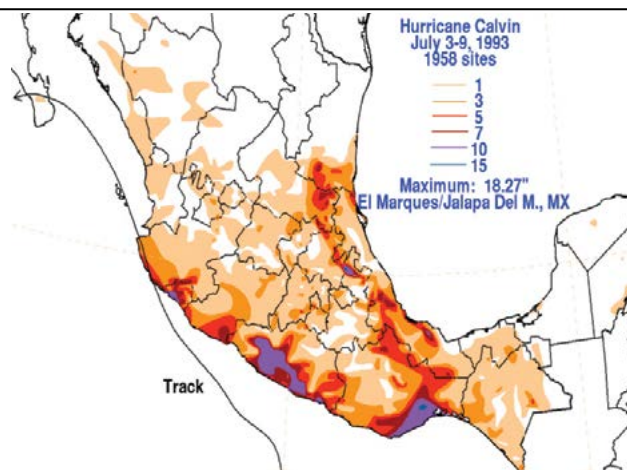 Hurricane Calvin
July 3-9, 1993
1958 sites
1
3
5
7
10
15
Maximum: 18.27"
El Marques/Jalapa Del M., MX
Track